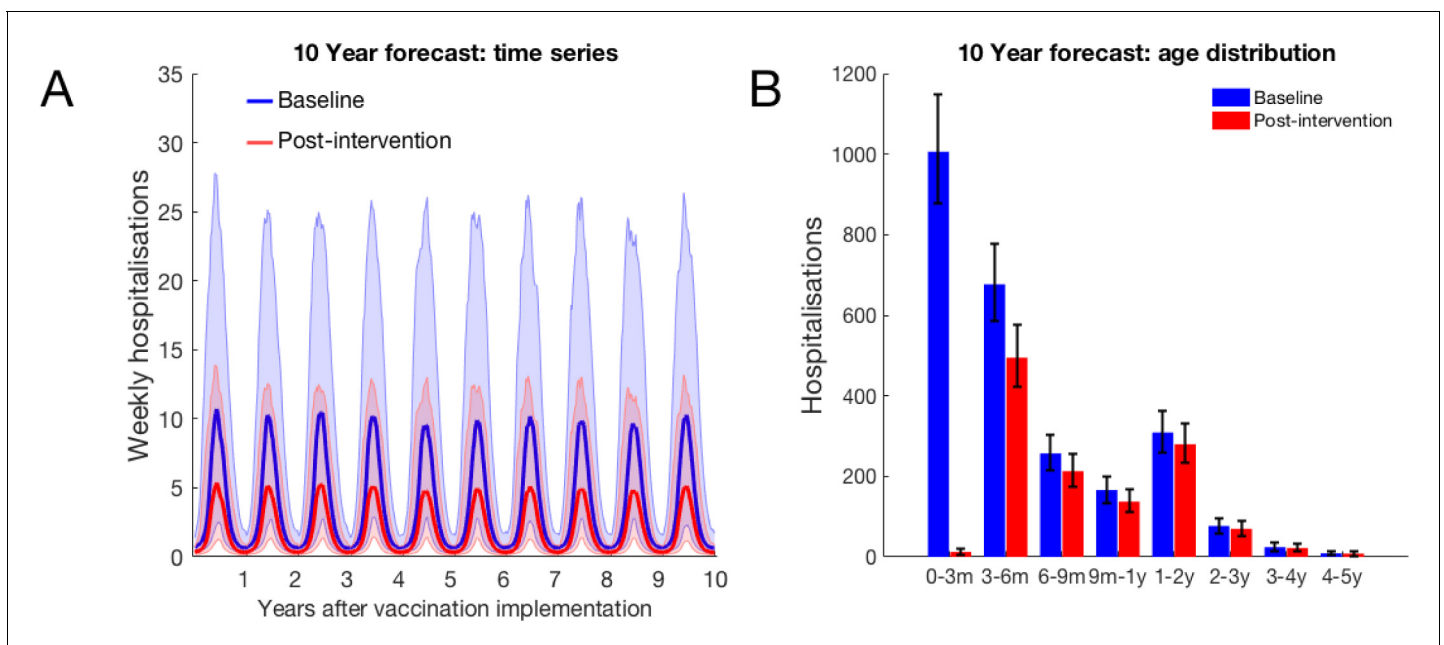 A
10 Year forecast: time series
Baseline
Post-intervention
Weekly hospitalisations
35
30
25
20
15
10
5
0
1 2 3 4 5 6 7 8 9 10
Years after vaccination implementation
B
10 Year forecast: age distribution
Baseline
Post-intervention
Hospitalisations
1200
1000
800
600
400
200
0
0-3m 3-6m 6-9m 9m-1y 1-2y 2-3y 3-4y 4-5y